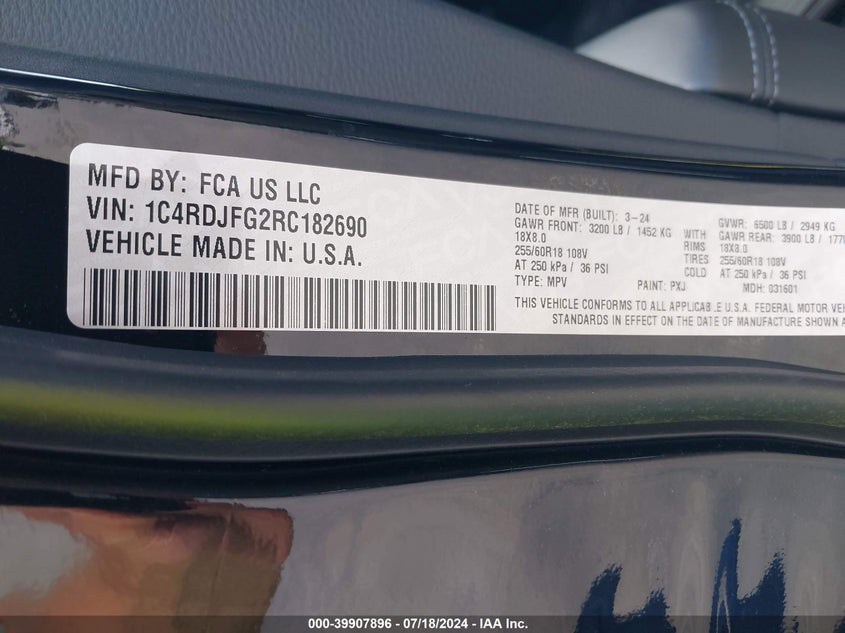 MFD BY: FCA US LLC
VIN: 1C4RDJFG2RC182690
VEHICLE MADE IN: U.S.A.
DATE OF MFR (BUILT): 3-24 GVWR: 6500 LB / 2949 KG
GAWR FRONT: 3200 LB / 1452 KG WITH GAWR REAR: 3900 LB
18X8.0 RIMS 18X8.0
255/60R18 108V TIRES 255/60R18 108V
AT 250 kPa / 36 PSI COLD AT 250 kPa / 36 PSI
TYPE: MPV PAINT: PXJ MDH: 031601
THIS VEHICLE CONFORMS TO ALL APPLICABLE U.S.A. FEDERAL MOTOR
STANDARDS IN EFFECT ON THE DATE OF MANUFACTURE SHOWN
000-39907896 - 07/18/2024 - IAA Inc.